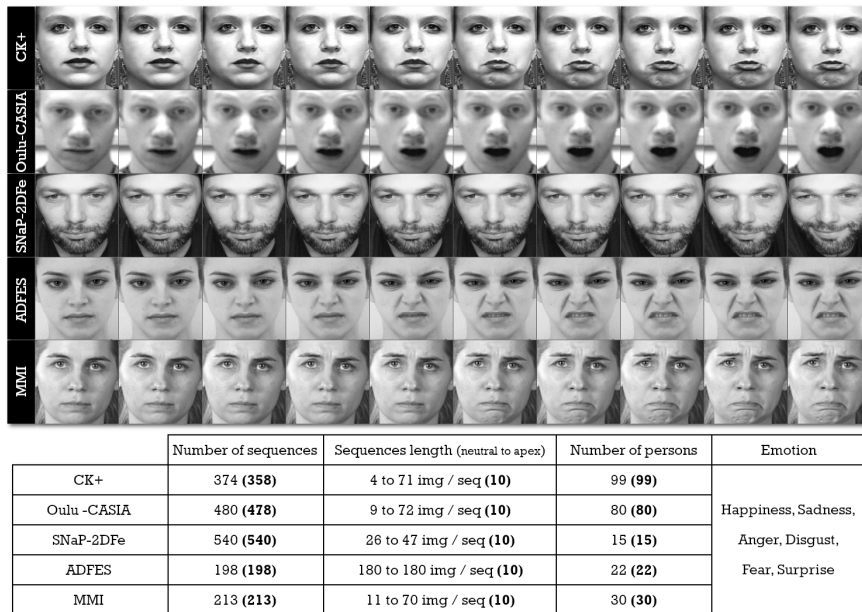 CK+
Oulu-CASIA
SNaP-2DFe
ADFES
MMI
Number of sequences Sequences length (neutral to apex) Number of persons Emotion
CK+ 374 (358) 4 to 71 img / seq (10) 99 (99)
Oulu -CASIA 480 (478) 9 to 72 img / seq (10) 80 (80) Happiness, Sadness,
SNaP-2DFe 540 (540) 26 to 47 img / seq (10) 15 (15) Anger, Disgust,
ADFES 198 (198) 180 to 180 img / seq (10) 22 (22) Fear, Surprise
MMI 213 (213) 11 to 70 img / seq (10) 30 (30)